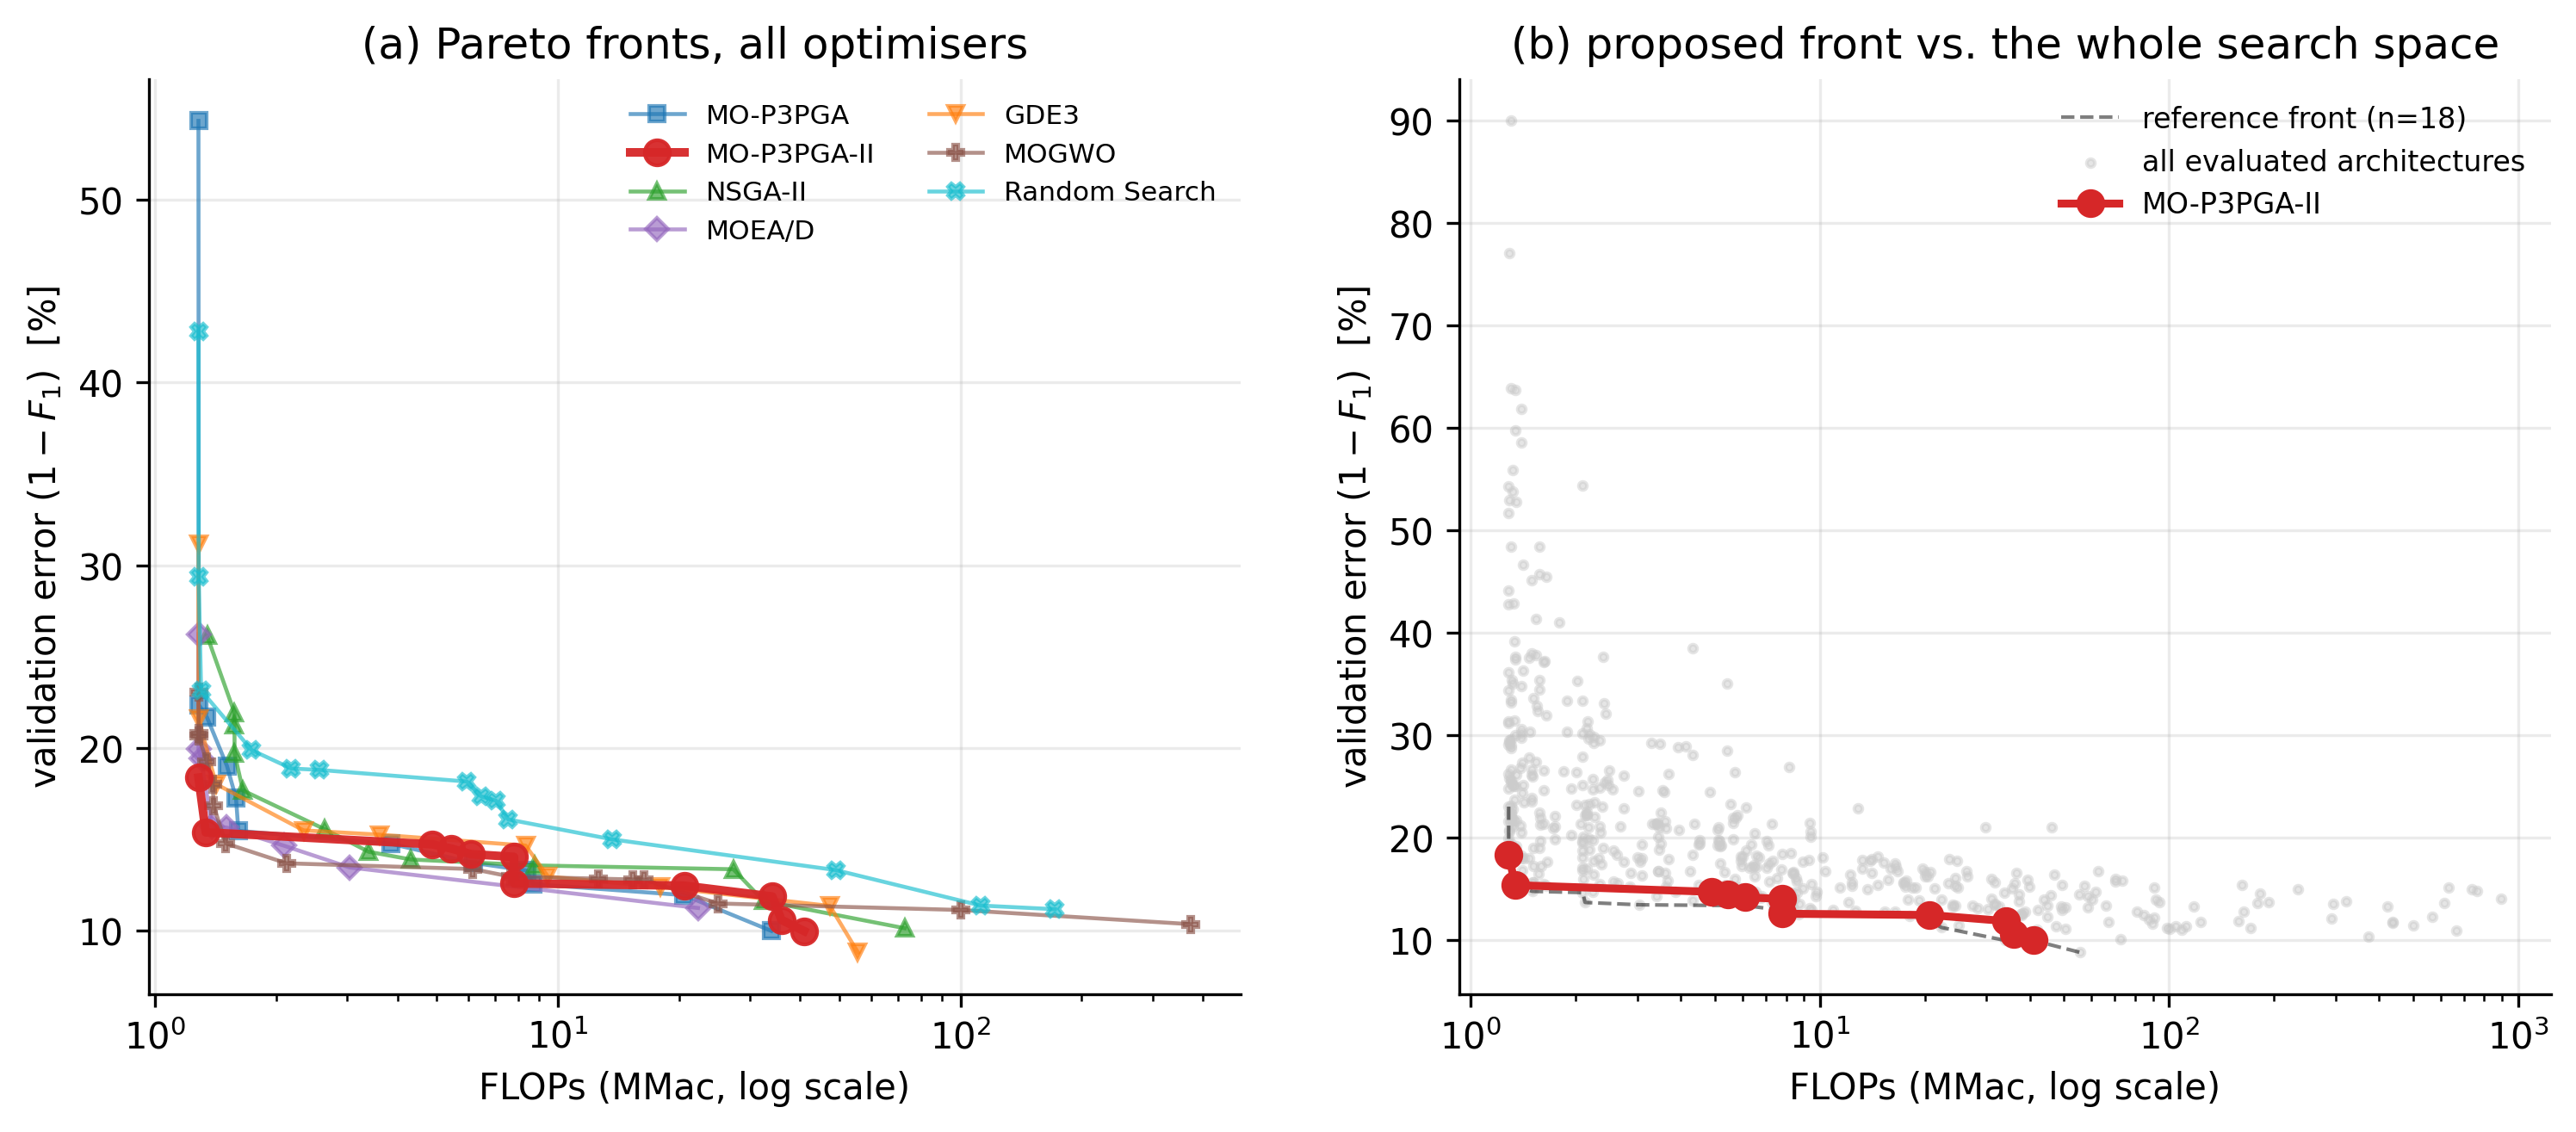 (a) Pareto fronts, all optimisers
MO-P3PGA
MO-P3PGA-II
NSGA-II
MOEA/D
GDE3
MOGWO
Random Search
validation error (1 − F₁) [%]
50
40
30
20
10
10⁰
10¹
10²
FLOPs (MMac, log scale)
(b) proposed front vs. the whole search space
reference front (n=18)
all evaluated architectures
MO-P3PGA-II
validation error (1 − F₁) [%]
90
80
70
60
50
40
30
20
10
10⁰
10¹
10²
10³
FLOPs (MMac, log scale)